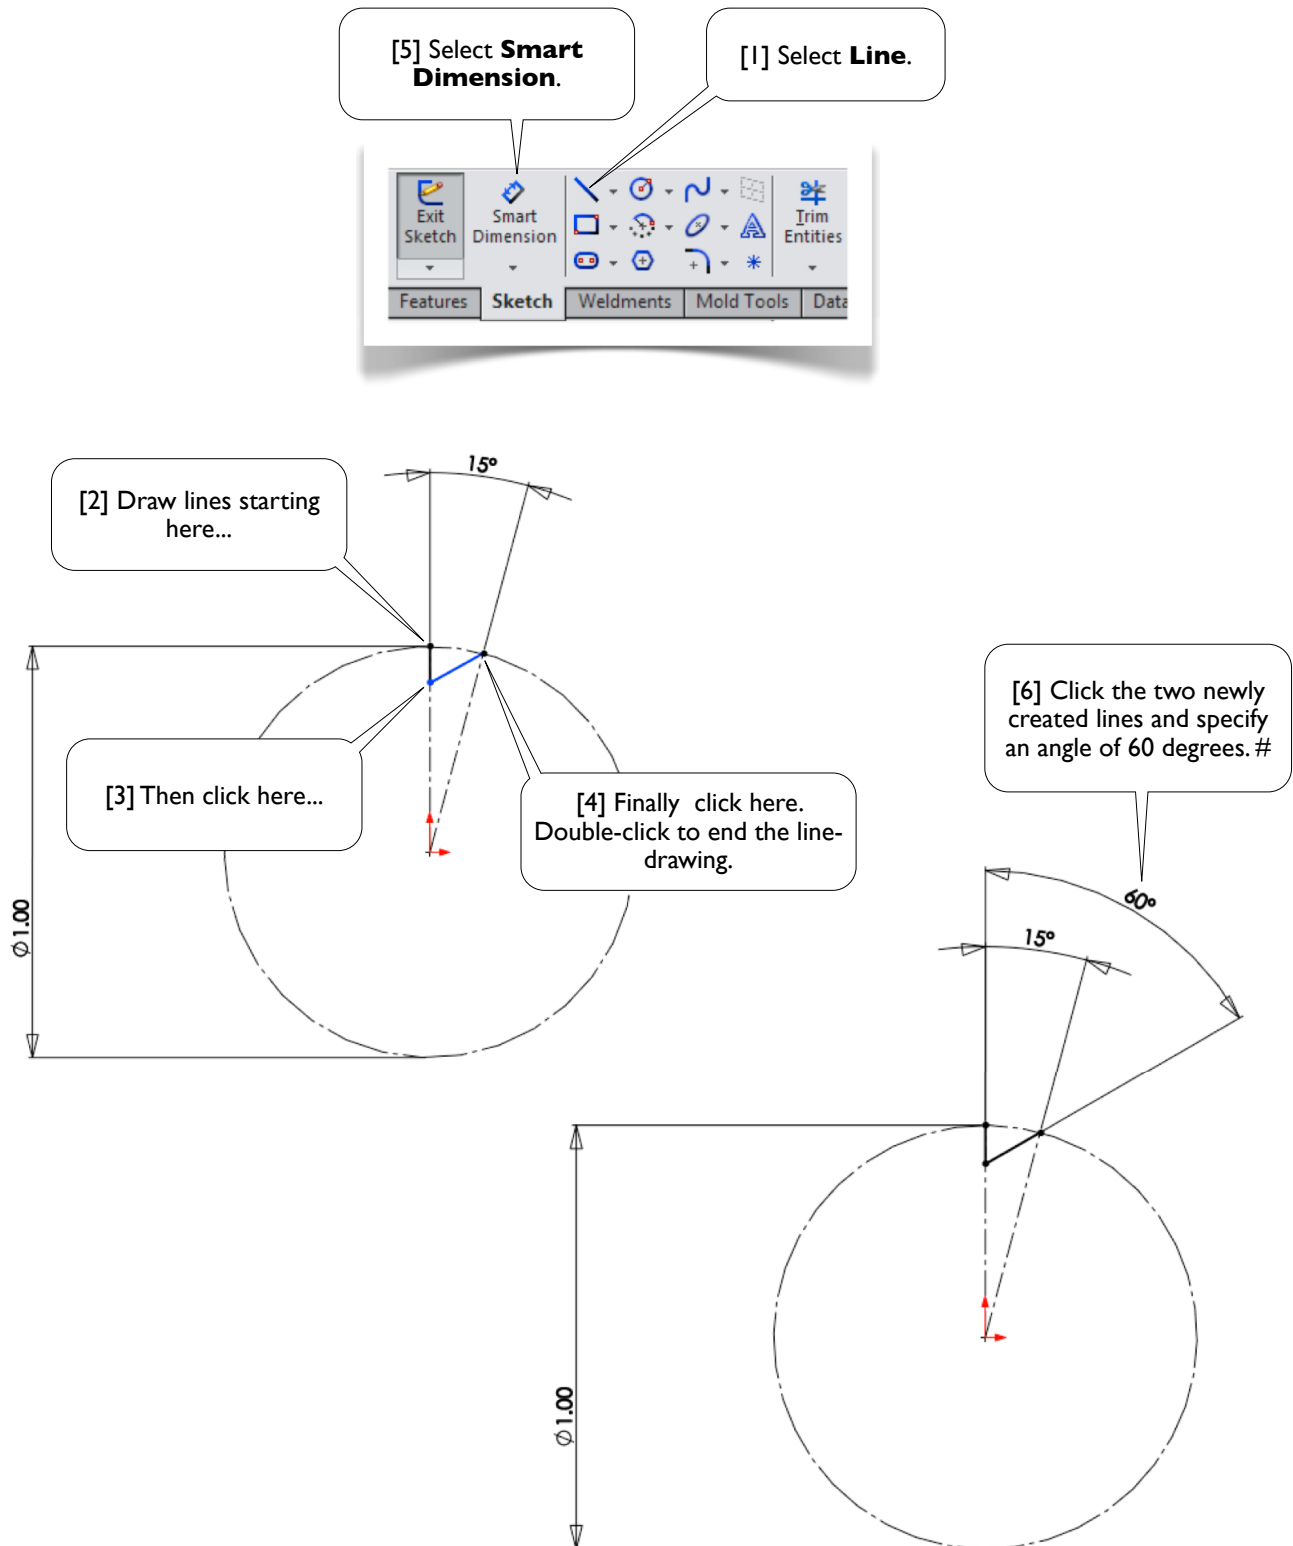 [5] Select Smart
Dimension.
[1] Select Line.
Exit
Sketch
Smart
Dimension
Trim
Entities
Features
Sketch
Weldments
Mold Tools
Data
15°
[2] Draw lines starting
here...
[3] Then click here...
[4] Finally click here.
Double-click to end the line-
drawing.
∅1.00
[6] Click the two newly
created lines and specify
an angle of 60 degrees. #
60°
15°
∅1.00